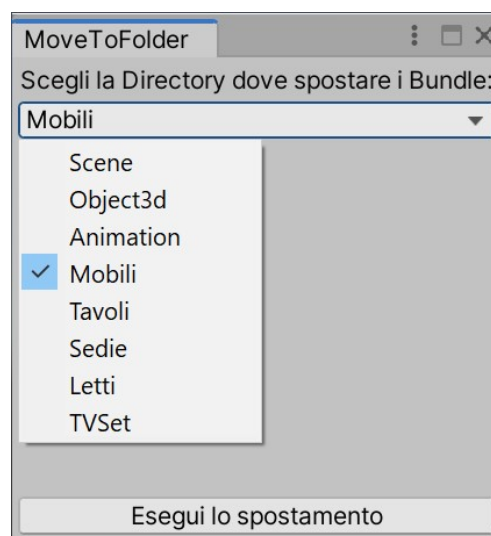 MoveToFolder
Scegli la Directory dove spostare i Bundle:
Mobili
Scene
Object3d
Animation
Mobili
Tavoli
Sedie
Letti
TVSet
Esegui lo spostamento